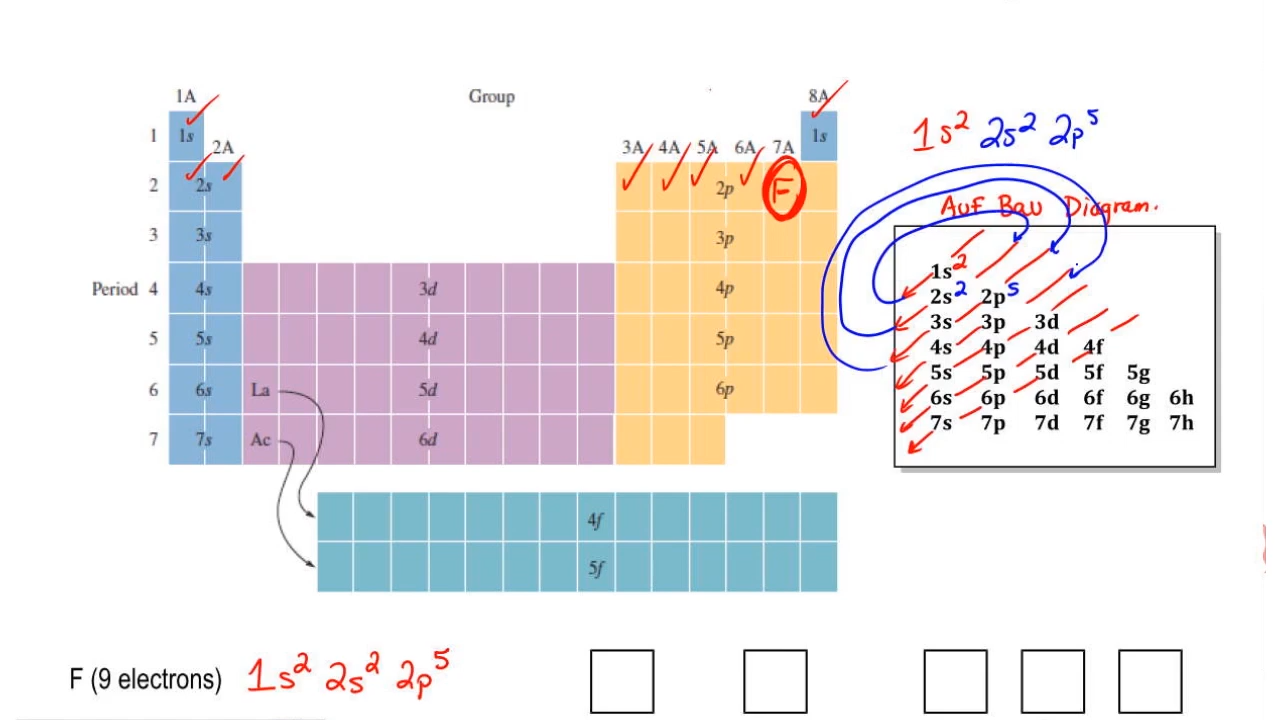 1A Group 8A
1 1s 2A 3A 4A 5A 6A 7A 1s
2 2s 2p F
3 3s 3p
Period 4 4s 3d 4p
5 5s 4d 5p
6 6s La 5d 6p
7 7s Ac 6d
4f
5f
1s² 2s² 2p⁵
Auf Bau Diagram.
1s²
2s² 2p⁵
3s 3p 3d
4s 4p 4d 4f
5s 5p 5d 5f 5g
6s 6p 6d 6f 6g 6h
7s 7p 7d 7f 7g 7h
F (9 electrons) 1s² 2s² 2p⁵